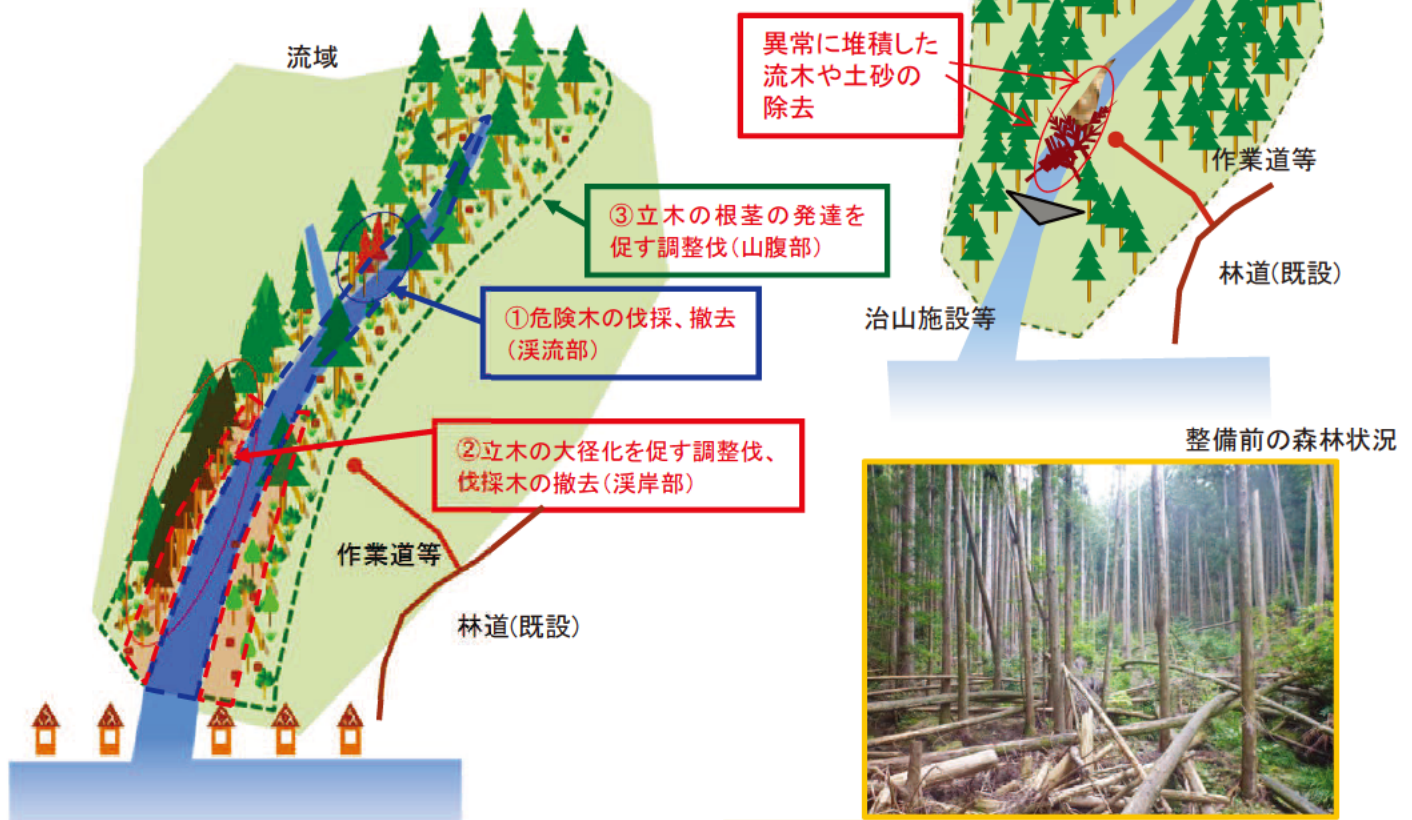 流域
異常に堆積した
流木や土砂の
除去
作業道等
③立木の根茎の発達を
促す調整伐(山腹部)
林道(既設)
①危険木の伐採、撤去
(渓流部)
治山施設等
②立木の大径化を促す調整伐、
伐採木の撤去(渓岸部)
整備前の森林状況
作業道等
林道(既設)